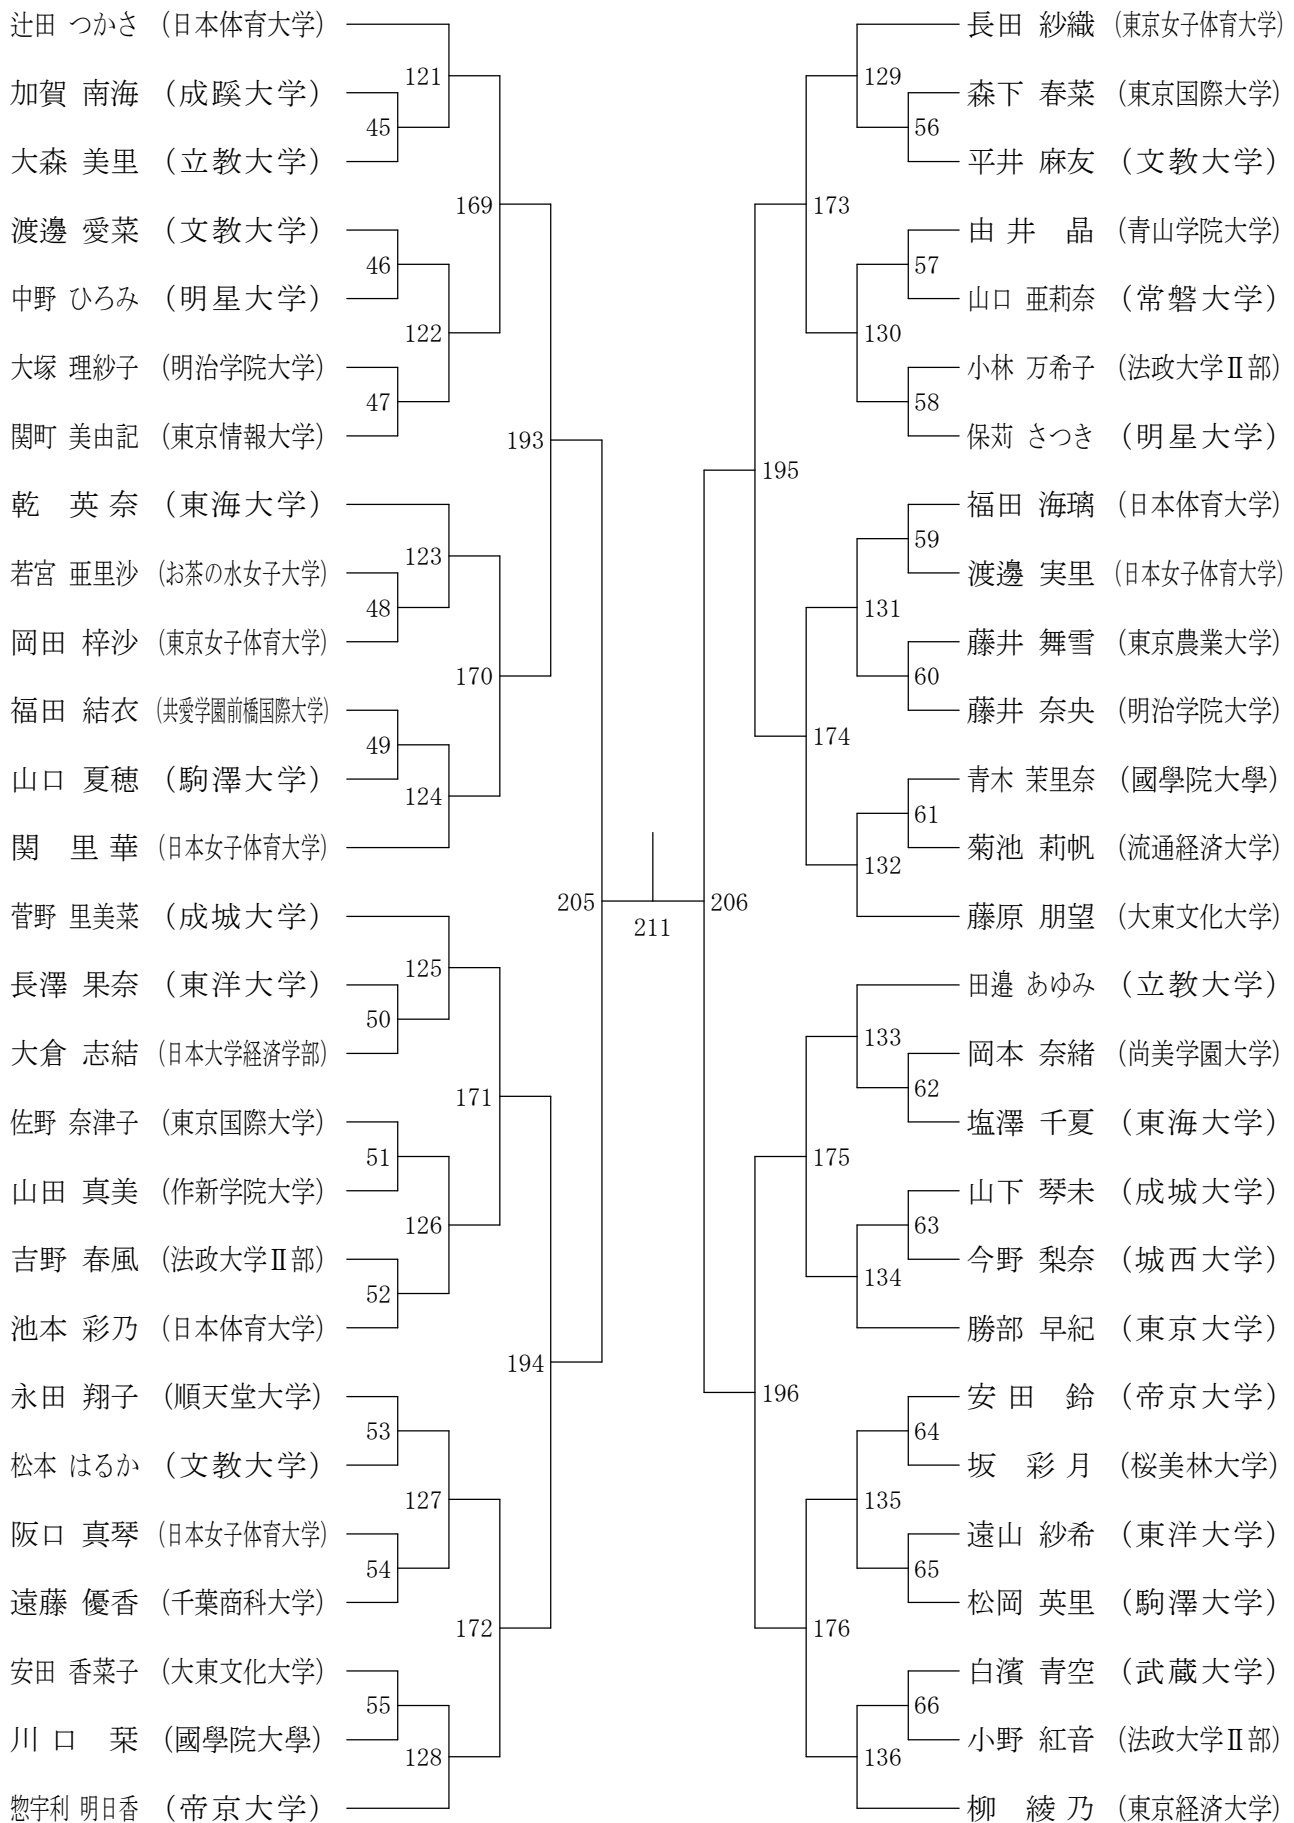 辻田 つかさ (日本体育大学)
加賀 南海 (成蹊大学)
大森 美里 (立教大学)
渡邊 愛菜 (文教大学)
中野 ひろみ (明星大学)
大塚 理紗子 (明治学院大学)
関町 美由記 (東京情報大学)
乾 英奈 (東海大学)
若宮 亜里沙 (お茶の水女子大学)
岡田 梓沙 (東京女子体育大学)
福田 結衣 (共愛学園前橋国際大学)
山口 夏穂 (駒澤大学)
関 里華 (日本女子体育大学)
菅野 里美菜 (成城大学)
長澤 果奈 (東洋大学)
大倉 志結 (日本大学経済学部)
佐野 奈津子 (東京国際大学)
山田 真美 (作新学院大学)
吉野 春風 (法政大学Ⅱ部)
池本 彩乃 (日本体育大学)
永田 翔子 (順天堂大学)
松本 はるか (文教大学)
阪口 真琴 (日本女子体育大学)
遠藤 優香 (千葉商科大学)
安田 香菜子 (大東文化大学)
川口 栞 (國學院大學)
惣宇利 明日香 (帝京大学)
45
46
47
48
49
50
51
52
53
54
55
121
122
123
124
125
126
127
128
169
170
171
172
193
194
205
211
206
195
196
173
174
175
176
129
130
131
132
133
134
135
136
56
57
58
59
60
61
62
63
64
65
66
長田 紗織 (東京女子体育大学)
森下 春菜 (東京国際大学)
平井 麻友 (文教大学)
由井 晶 (青山学院大学)
山口 亜莉奈 (常磐大学)
小林 万希子 (法政大学Ⅱ部)
保苅 さつき (明星大学)
福田 海璃 (日本体育大学)
渡邊 実里 (日本女子体育大学)
藤井 舞雪 (東京農業大学)
藤井 奈央 (明治学院大学)
青木 茉里奈 (國學院大學)
菊池 莉帆 (流通経済大学)
藤原 朋望 (大東文化大学)
田邉 あゆみ (立教大学)
岡本 奈緒 (尚美学園大学)
塩澤 千夏 (東海大学)
山下 琴未 (成城大学)
今野 梨奈 (城西大学)
勝部 早紀 (東京大学)
安田 鈴 (帝京大学)
坂 彩月 (桜美林大学)
遠山 紗希 (東洋大学)
松岡 英里 (駒澤大学)
白濱 青空 (武蔵大学)
小野 紅音 (法政大学Ⅱ部)
柳 綾乃 (東京経済大学)